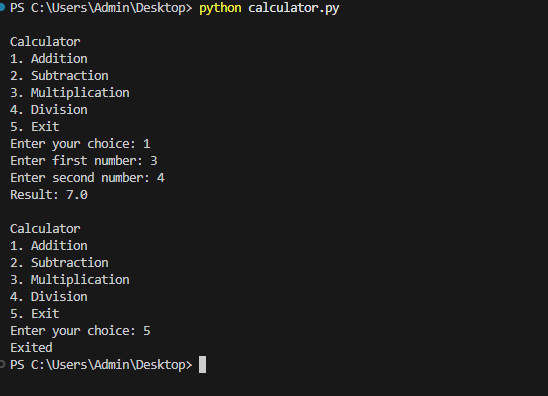 PS C:\Users\Admin\Desktop> python calculator.py
Calculator
1. Addition
2. Subtraction
3. Multiplication
4. Division
5. Exit
Enter your choice: 1
Enter first number: 3
Enter second number: 4
Result: 7.0
Calculator
1. Addition
2. Subtraction
3. Multiplication
4. Division
5. Exit
Enter your choice: 5
Exited
PS C:\Users\Admin\Desktop>